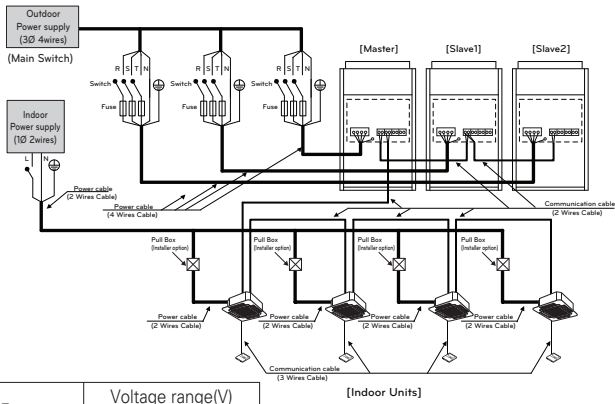 Outdoor
Power supply
(3Ø 4wires)
(Main Switch)
[Master]
[Slave1]
[Slave2]
R S T N
R S T N
R S T N
Switch
Switch
Switch
Fuse
Fuse
Fuse
Indoor
Power supply
(1Ø 2wires)
L N
Power cable
(2 Wires Cable)
Power cable
(4 Wires Cable)
Communication cable
(2 Wires Cable)
Pull Box
(Installer option)
Pull Box
(Installer option)
Pull Box
(Installer option)
Pull Box
(Installer option)
Power cable
(2 Wires Cable)
Power cable
(2 Wires Cable)
Power cable
(2 Wires Cable)
Power cable
(2 Wires Cable)
Communication cable
(3 Wires Cable)
[Indoor Units]
Voltage range(V)